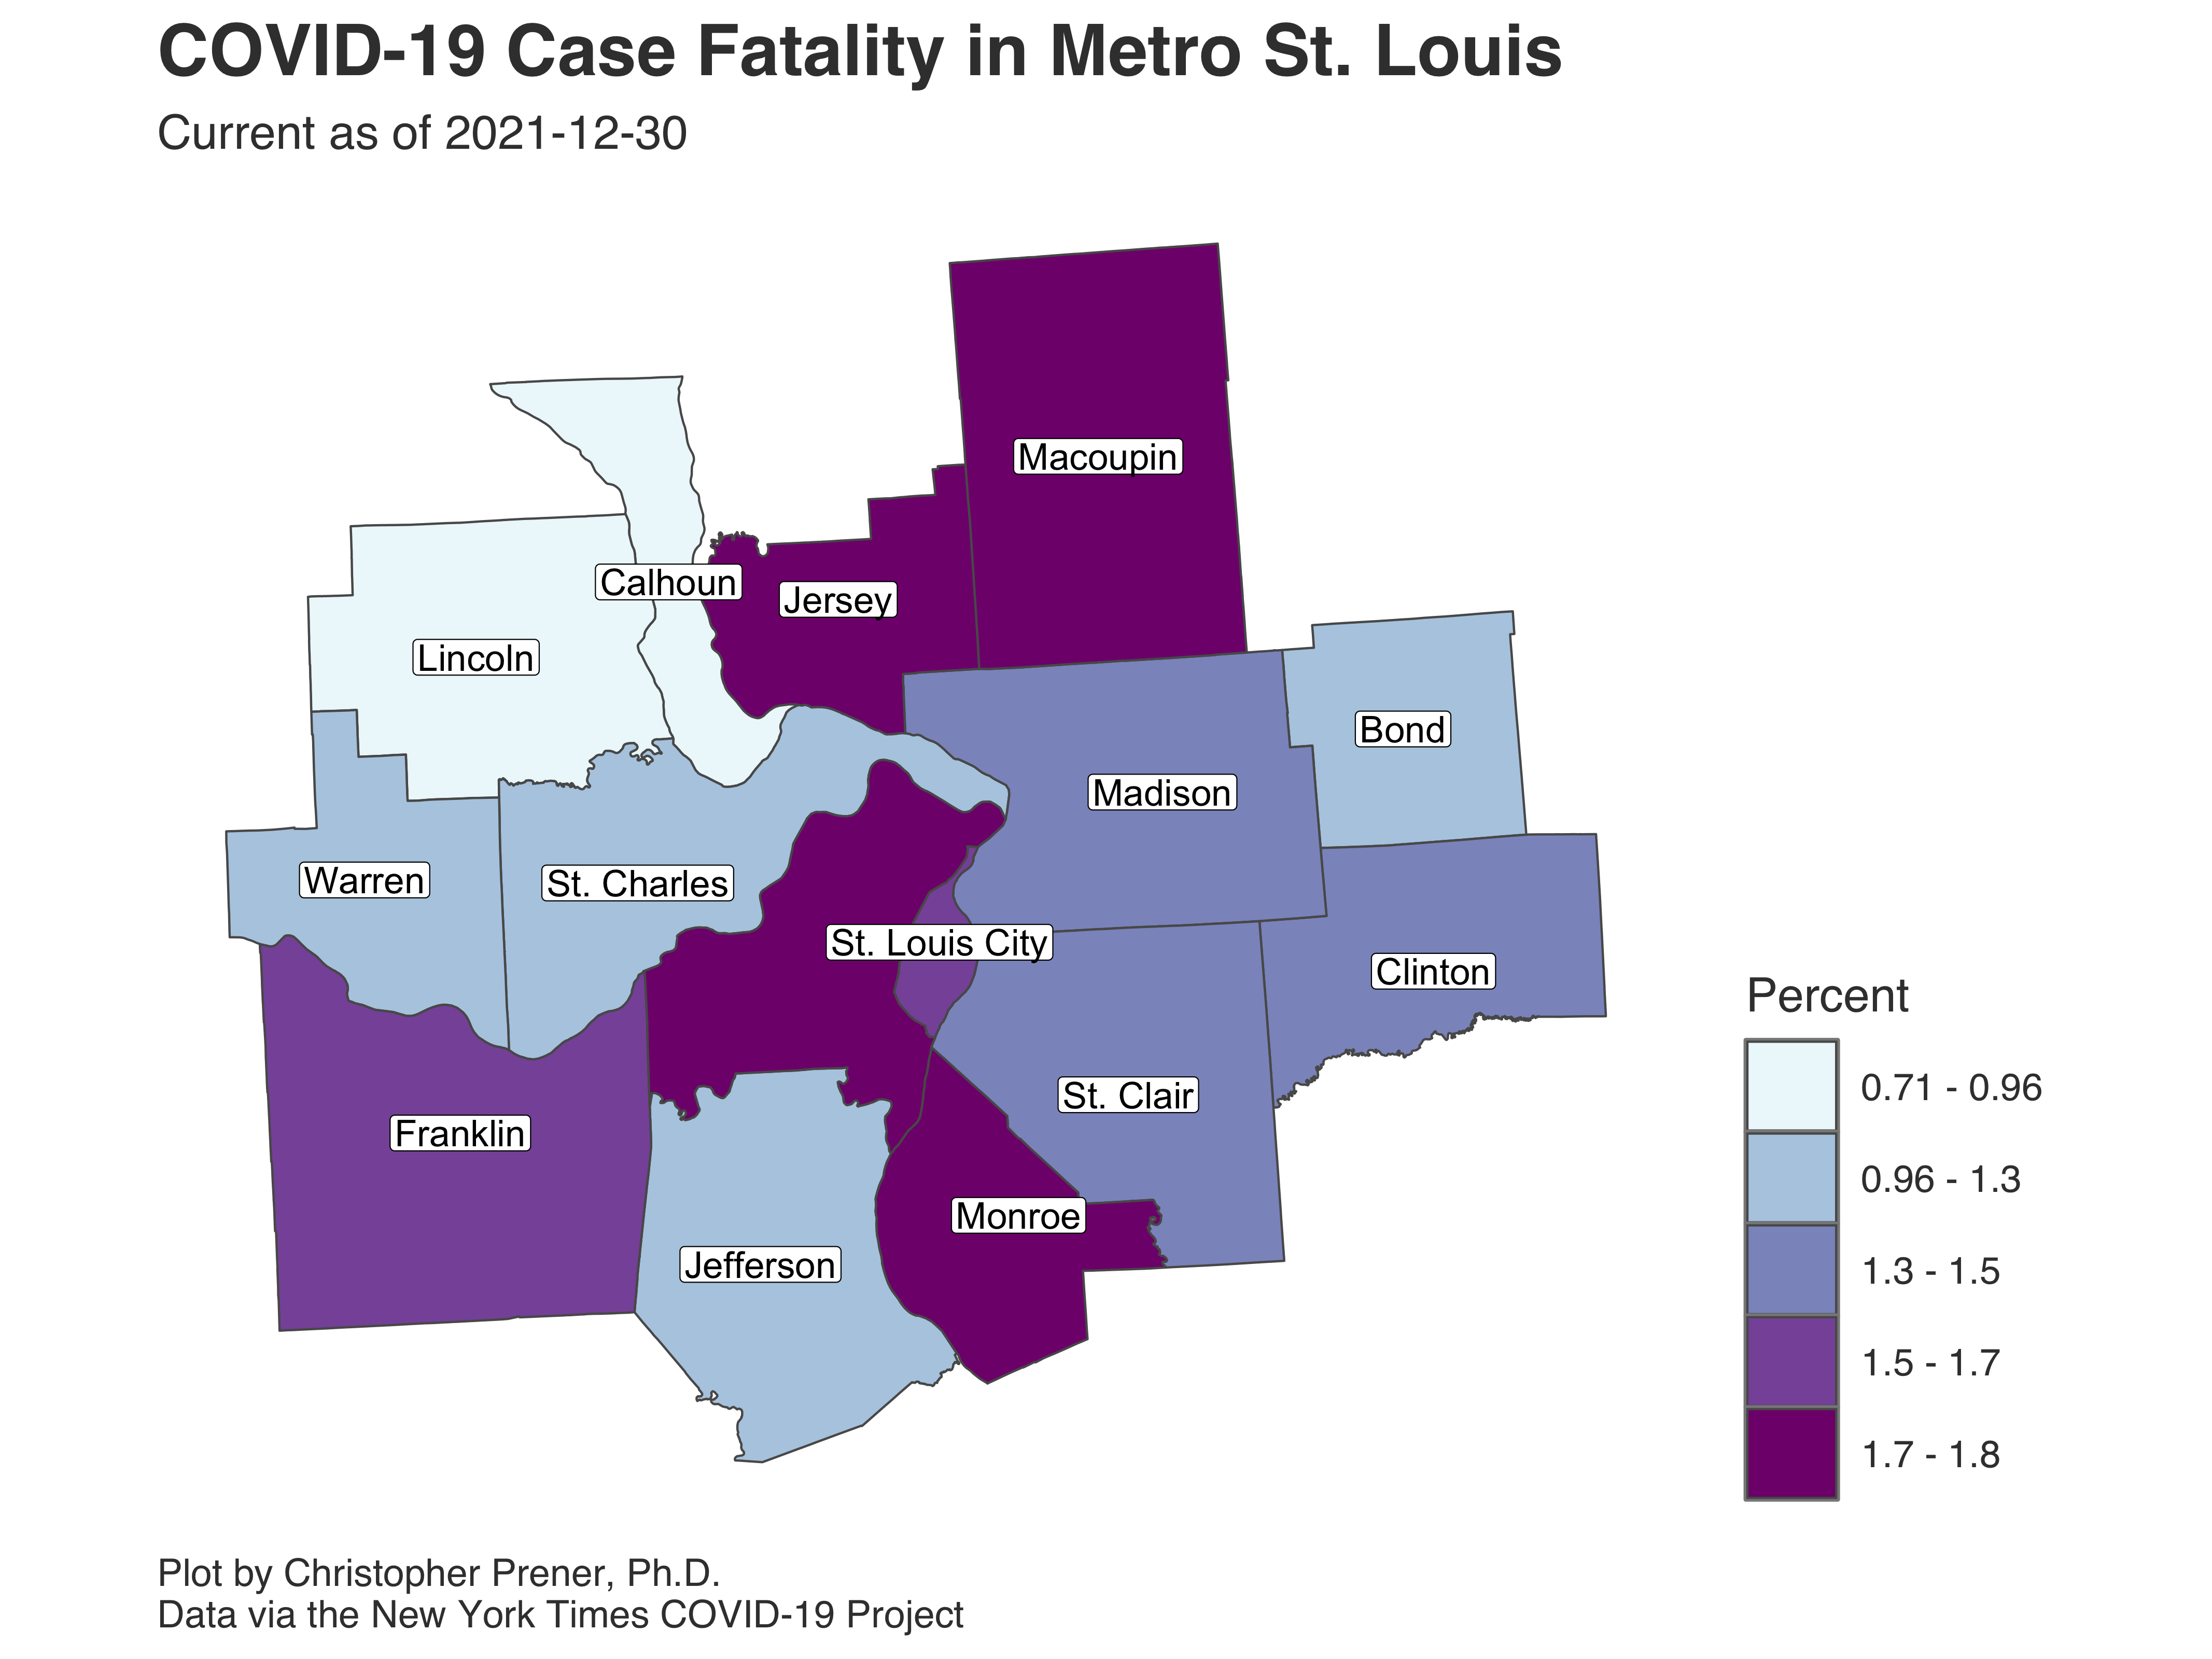 COVID-19 Case Fatality in Metro St. Louis
Current as of 2021-12-30
Macoupin
Calhoun
Jersey
Lincoln
Bond
Madison
Warren
St. Charles
St. Louis City
Clinton
St. Clair
Franklin
Monroe
Jefferson
Percent
0.71 - 0.96
0.96 - 1.3
1.3 - 1.5
1.5 - 1.7
1.7 - 1.8
Plot by Christopher Prener, Ph.D.
Data via the New York Times COVID-19 Project